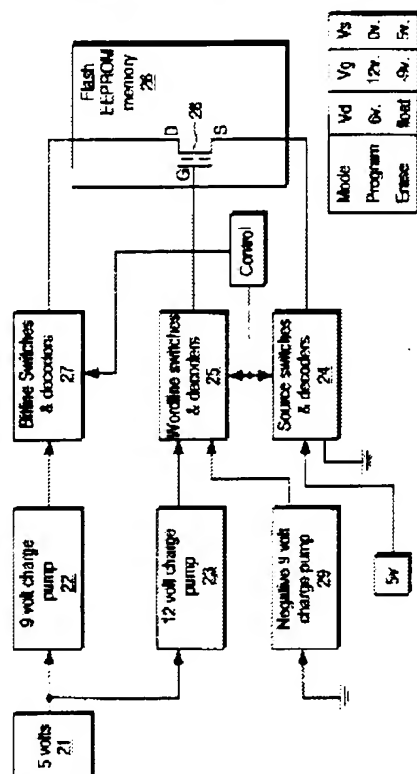 5 volts
21
9 volt charge
pump
22
12 volt charge
pump
23
Negative 9 volt
charge pump
29
5v.
Bitline Switches
& decoders
27
Wordline switches
& decoders
25
Source switches
& decoders
24
Control
Flash
EEPROM
memory
26
D
G
S
28
Mode Vd Vg Vs
Program 6v. 12v. 0v.
Erase float -9v. 5v.